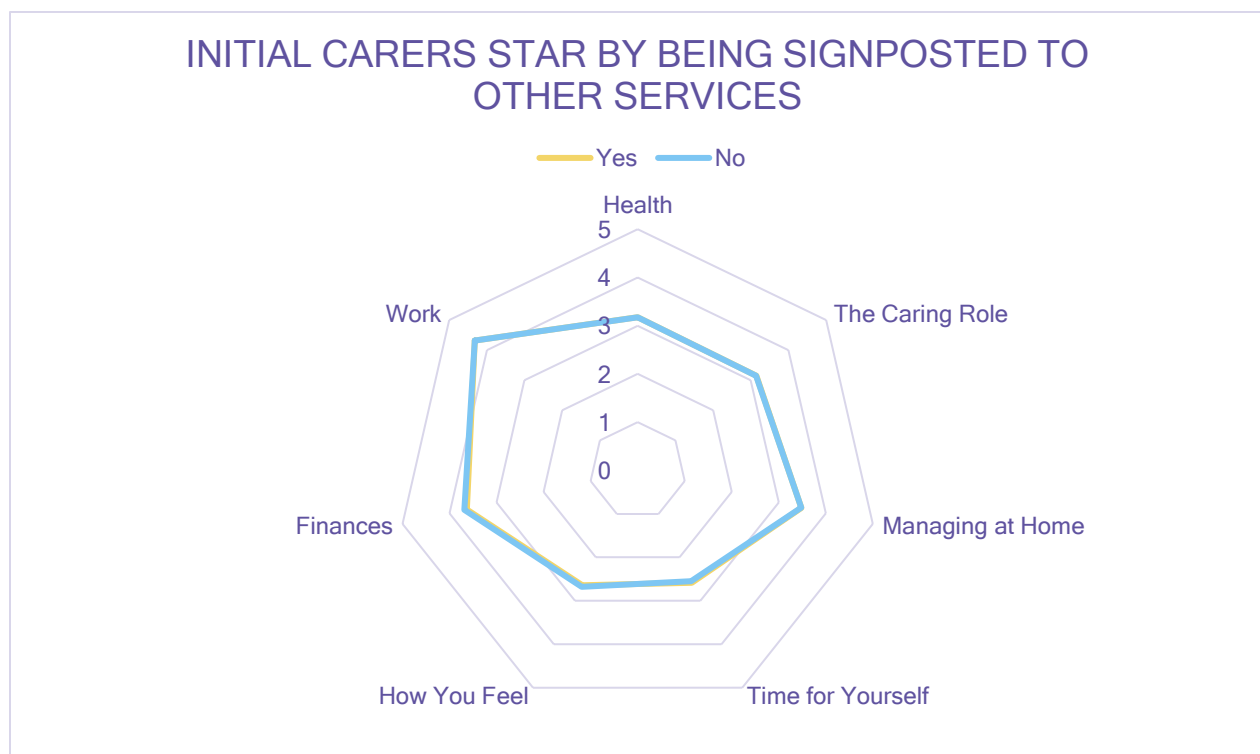 INITIAL CARERS STAR BY BEING SIGNPOSTED TO
OTHER SERVICES
Yes No
Health
5
4
Work
The Caring Role
3
2
1
0
Finances
Managing at Home
How You Feel
Time for Yourself